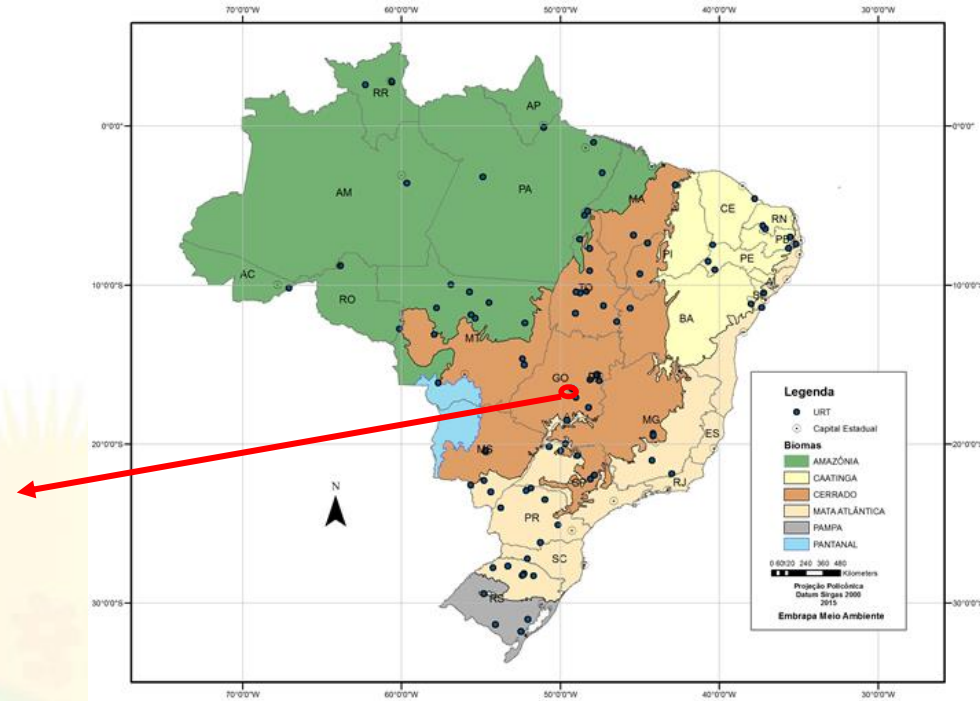 70°0'0"W 60°0'0"W 50°0'0"W 40°0'0"W 30°0'0"W
0°0'0" 0°0'0"
10°0'0"S 10°0'0"S
20°0'0"S 20°0'0"S
30°0'0"S 30°0'0"S
RR
AP
AM
PA
MA
CE
RN
PB
PE
PI
AC
RO
TO
BA
MT
GO
MG
ES
MS
SP
RJ
PR
SC
RS
N
Legenda
URT
Capital Estadual
Biomas
AMAZÔNIA
CAATINGA
CERRADO
MATA ATLÂNTICA
PAMPA
PANTANAL
0 60120 240 360 480
Kilometers
Projeção Policônica
Datum Sirgas 2000
2015
Embrapa Meio Ambiente
70°0'0"W 60°0'0"W 50°0'0"W 40°0'0"W 30°0'0"W